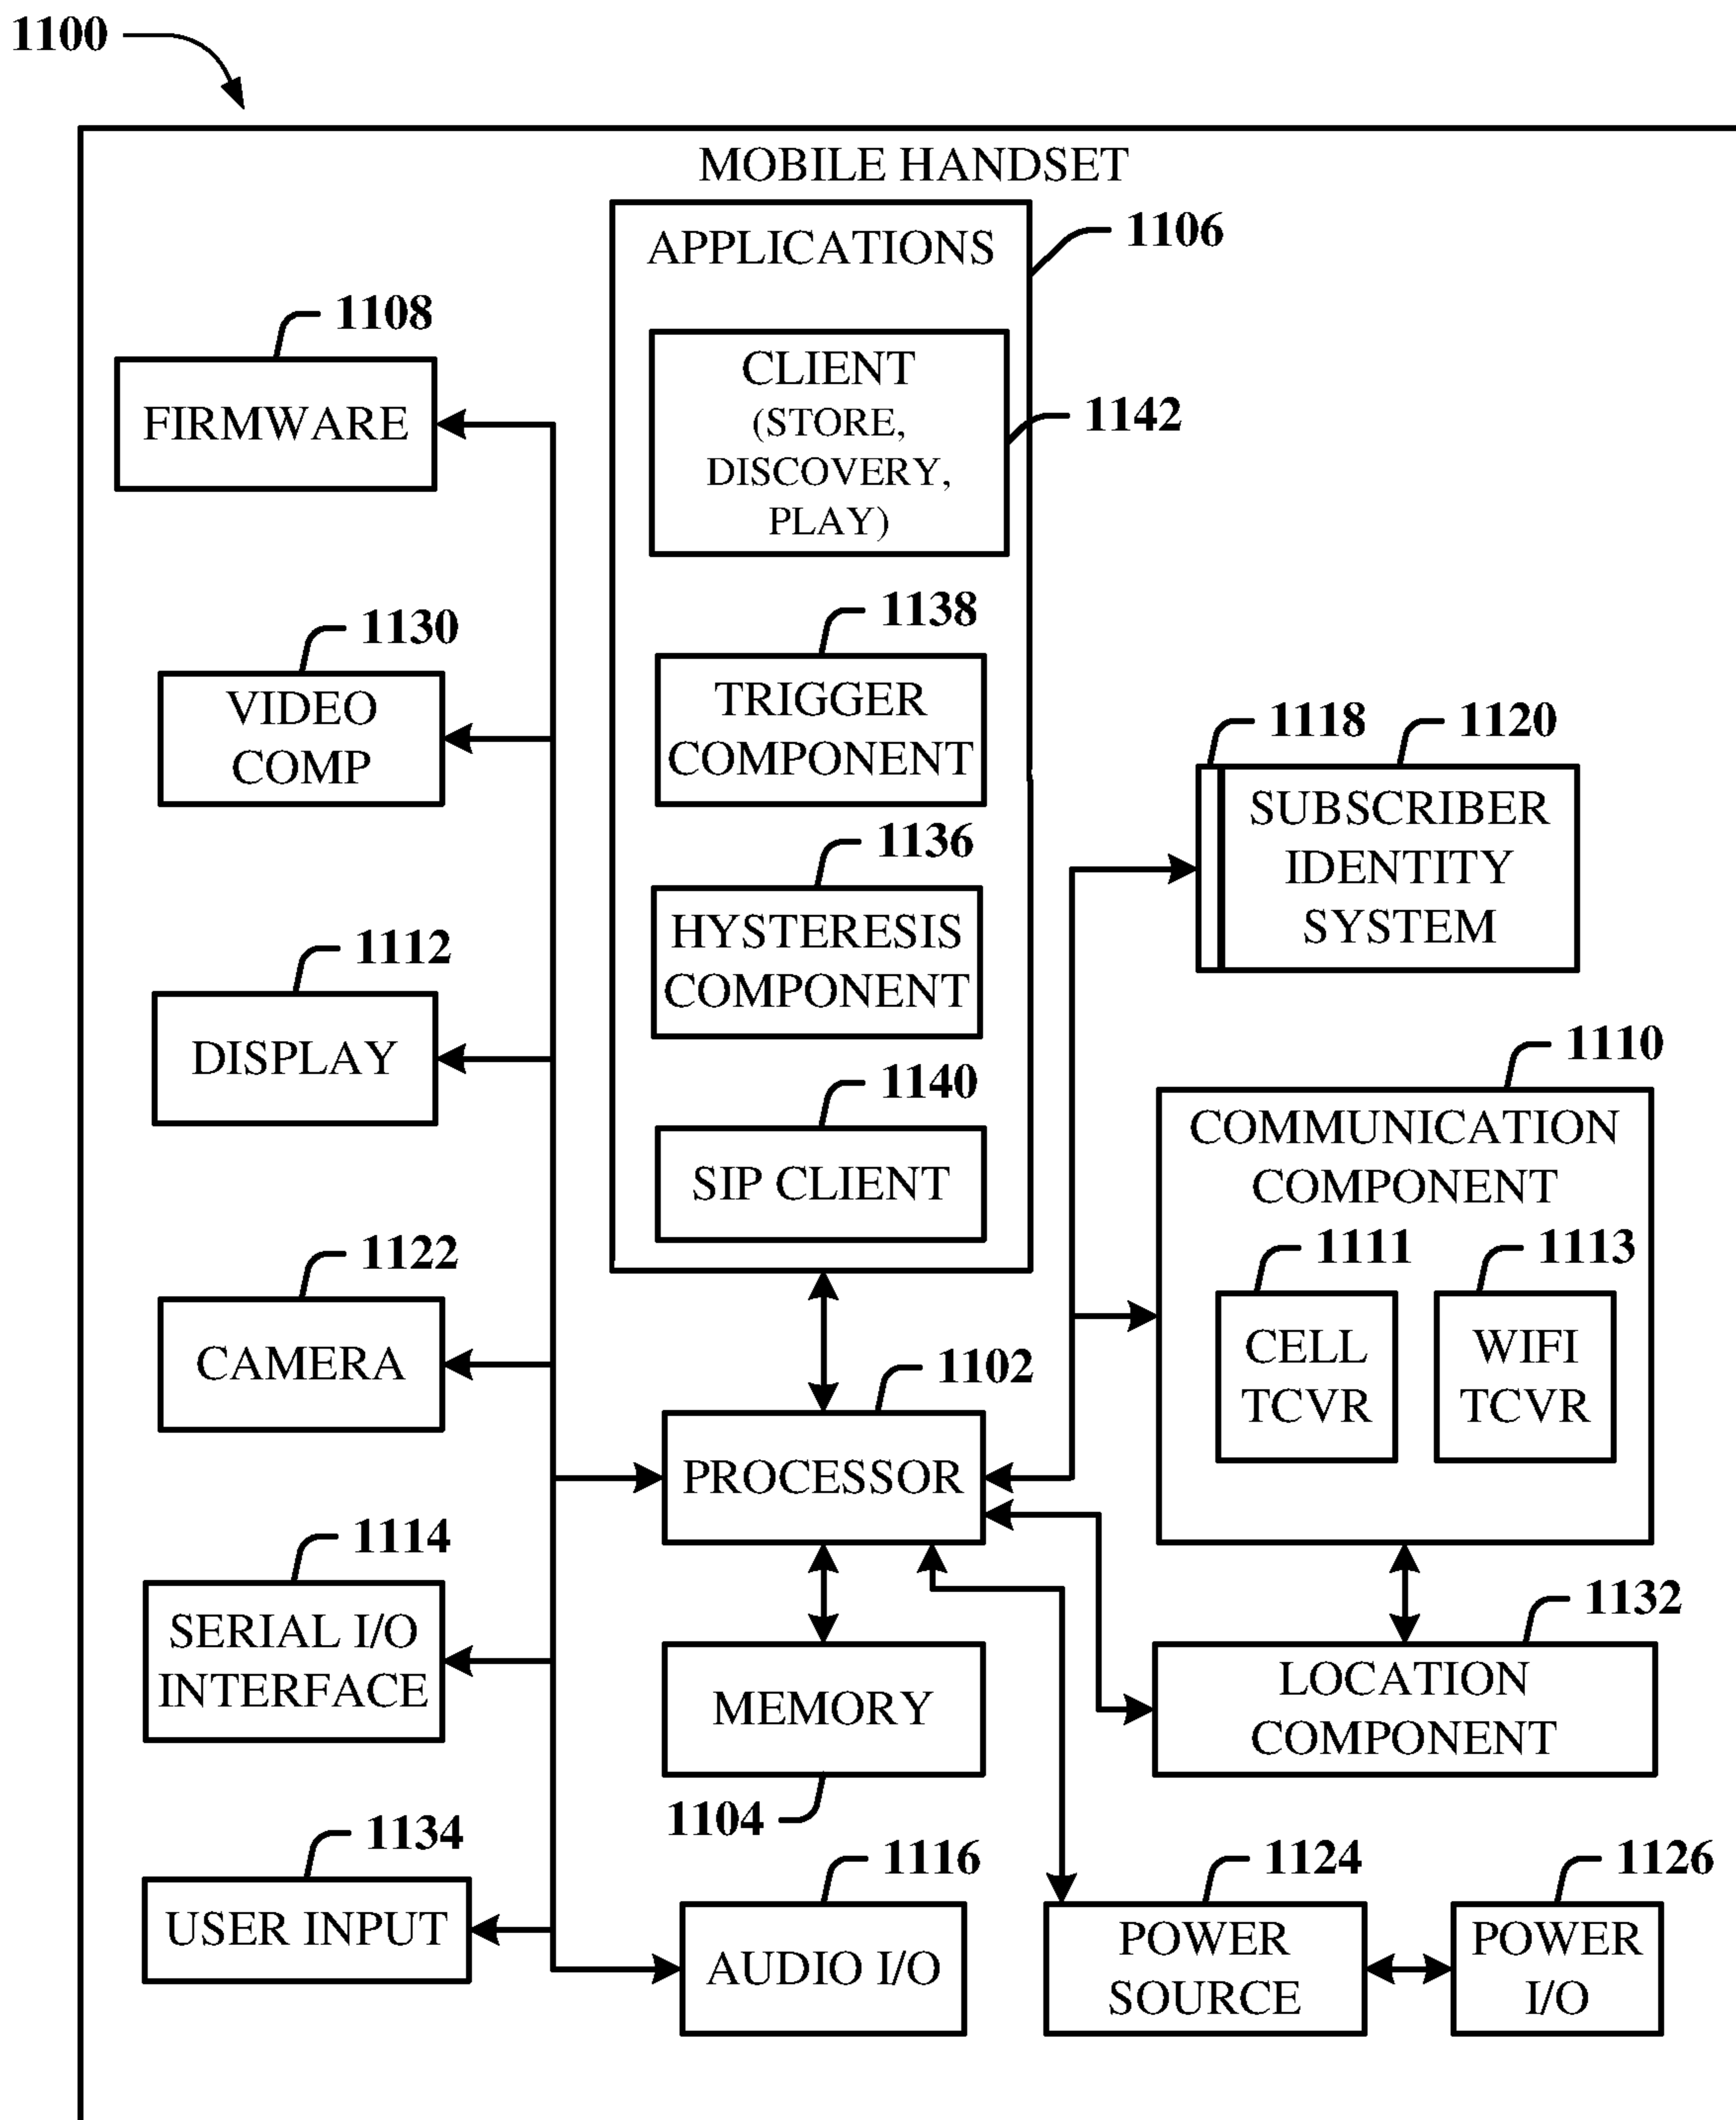 1100
MOBILE HANDSET
APPLICATIONS
1106
CLIENT
(STORE,
DISCOVERY,
PLAY)
1142
1138
TRIGGER
COMPONENT
1136
HYSTERESIS
COMPONENT
1140
SIP CLIENT
1108
FIRMWARE
1130
VIDEO
COMP
1112
DISPLAY
1122
CAMERA
1114
SERIAL I/O
INTERFACE
1134
USER INPUT
1102
PROCESSOR
MEMORY
1104
1116
AUDIO I/O
1118
1120
SUBSCRIBER
IDENTITY
SYSTEM
1110
COMMUNICATION
COMPONENT
1111
CELL
TCVR
1113
WIFI
TCVR
1132
LOCATION
COMPONENT
1124
POWER
SOURCE
1126
POWER
I/O